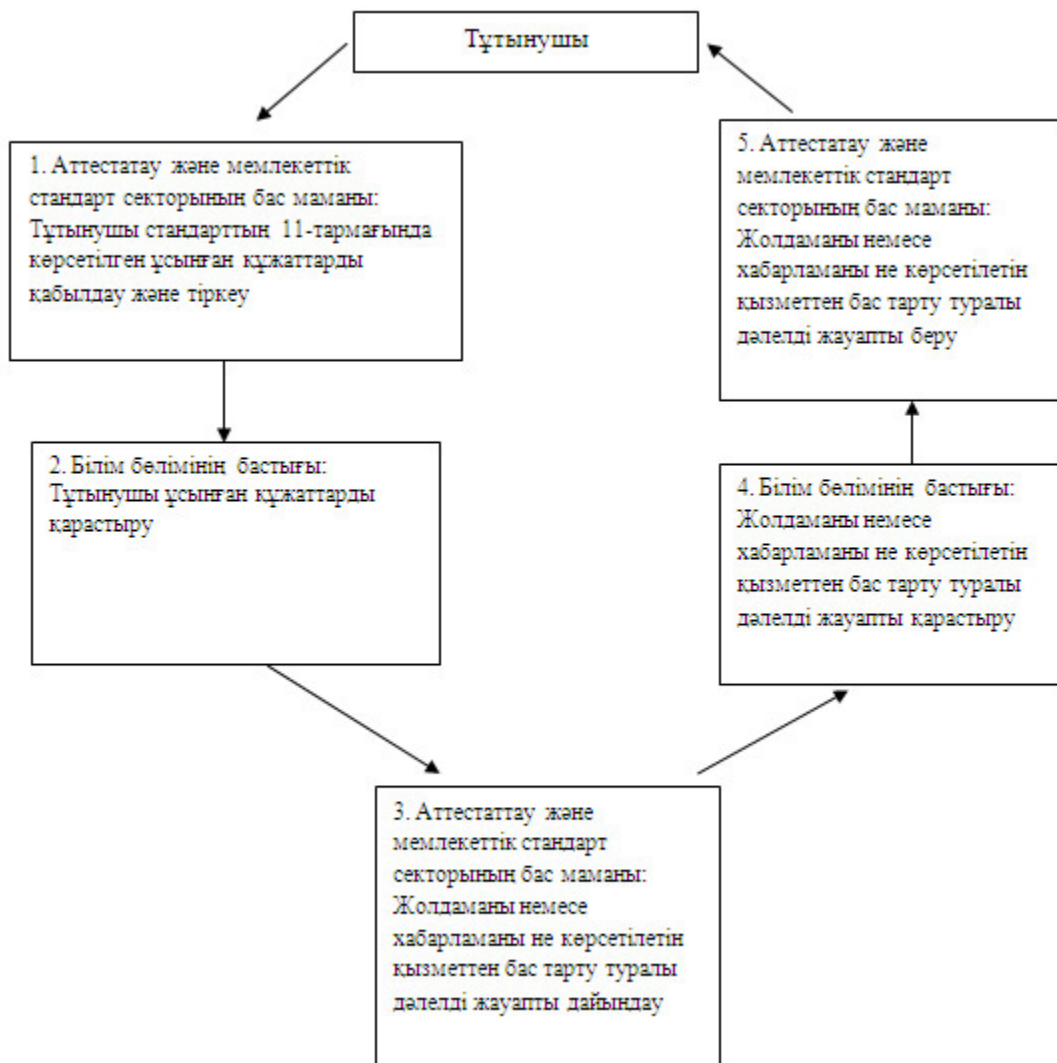 Тұтынушы
1. Аттестатау және мемлекеттік
стандарт секторының бас маманы:
Тұтынушы стандарттың 11-тармағында
көрсетілген ұсынған құжаттарды
қабылдау және тіркеу
2. Білім бөлімінің бастығы:
Тұтынушы ұсынған құжаттарды
қарастыру
3. Аттестаттау және
мемлекеттік стандарт
секторының бас маманы:
Жолдаманы немесе
хабарламаны не көрсетілетін
қызметтен бас тарту туралы
дәлелді жауапты дайындау
4. Білім бөлімінің бастығы:
Жолдаманы немесе
хабарламаны не көрсетілетін
қызметтен бас тарту туралы
дәлелді жауапты қарастыру
5. Аттестатау және
мемлекеттік стандарт
секторының бас маманы:
Жолдаманы немесе
хабарламаны не көрсетілетін
қызметтен бас тарту туралы
дәлелді жауапты беру